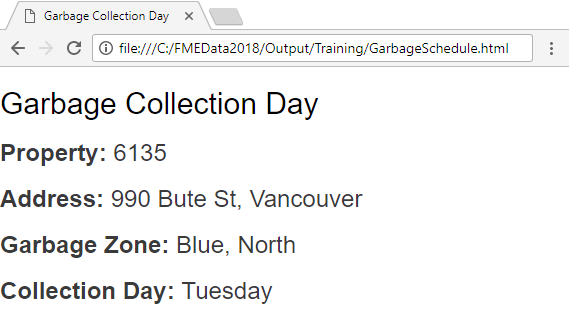 Garbage Collection Day
file:///C:/FMEData2018/Output/Training/GarbageSchedule.html
Garbage Collection Day
Property: 6135
Address: 990 Bute St, Vancouver
Garbage Zone: Blue, North
Collection Day: Tuesday